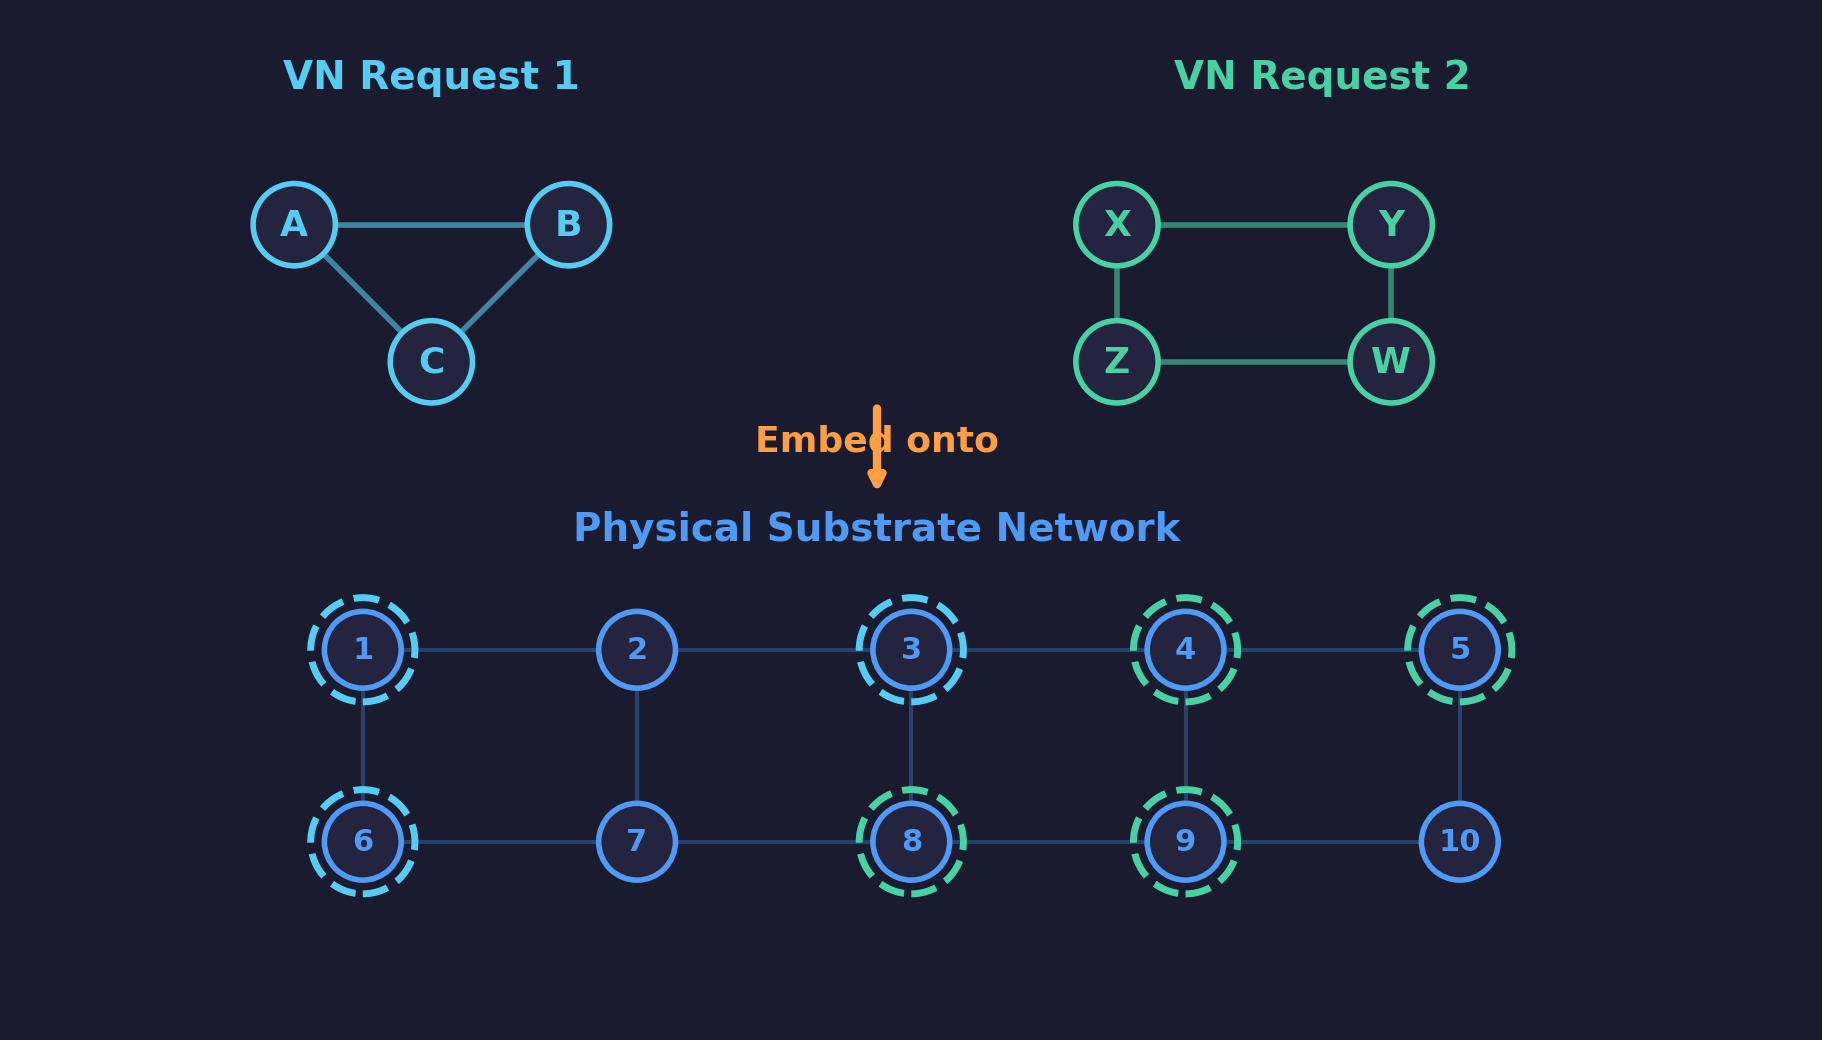 VN Request 1
VN Request 2
A
B
X
Y
C
Z
W
Embed onto
Physical Substrate Network
1
2
3
4
5
6
7
8
9
10